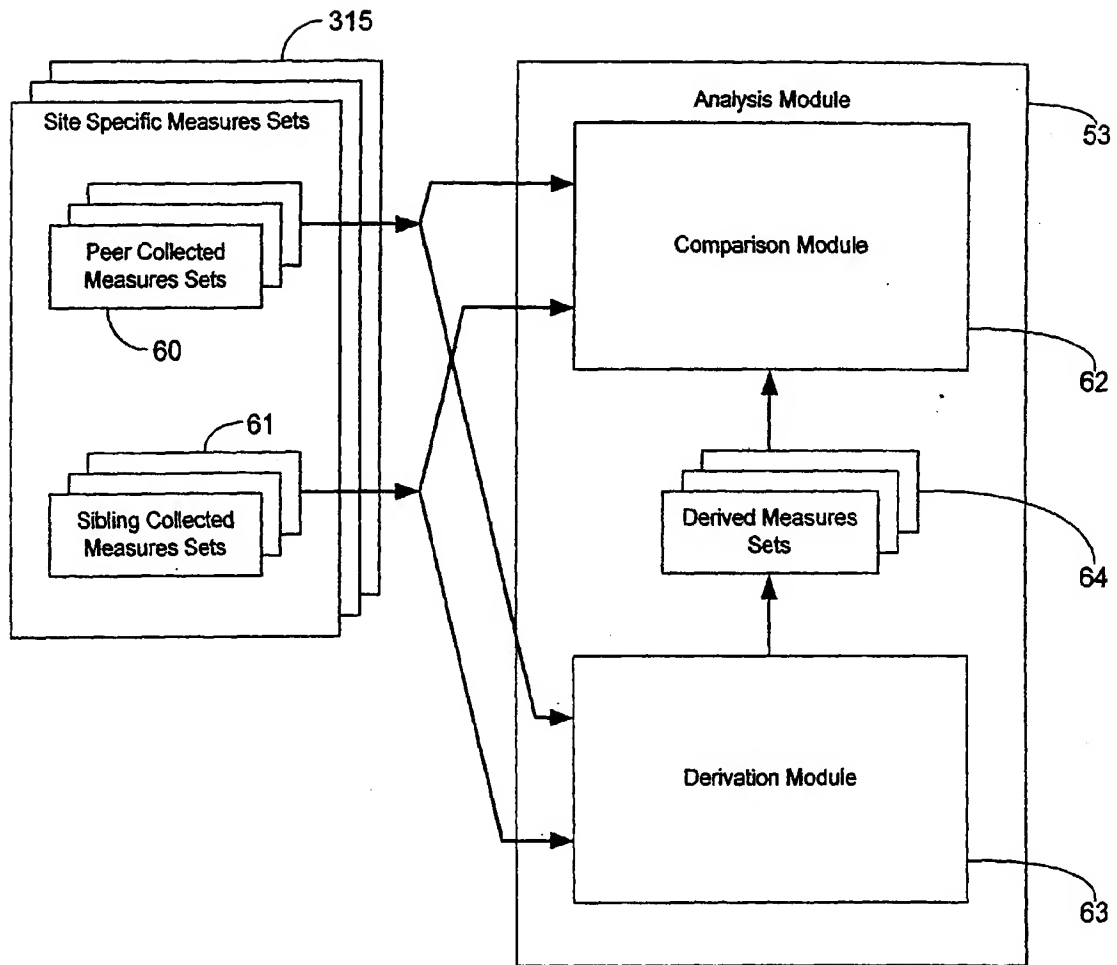 315
Site Specific Measures Sets
Peer Collected
Measures Sets
60
61
Sibling Collected
Measures Sets
Analysis Module
53
Comparison Module
62
Derived Measures
Sets
64
Derivation Module
63